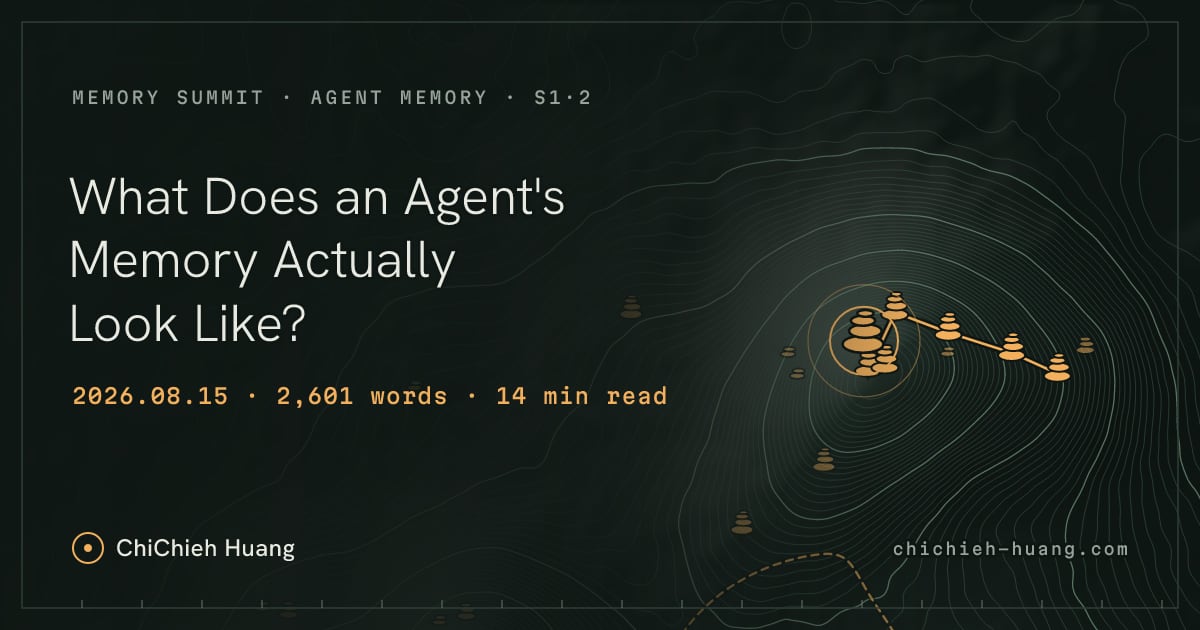 MEMORY SUMMIT · AGENT MEMORY · S1·2
What Does an Agent's
Memory Actually
Look Like?
2026.08.15 · 2,601 words · 14 min read
ChiChieh Huang
chichieh-huang.com